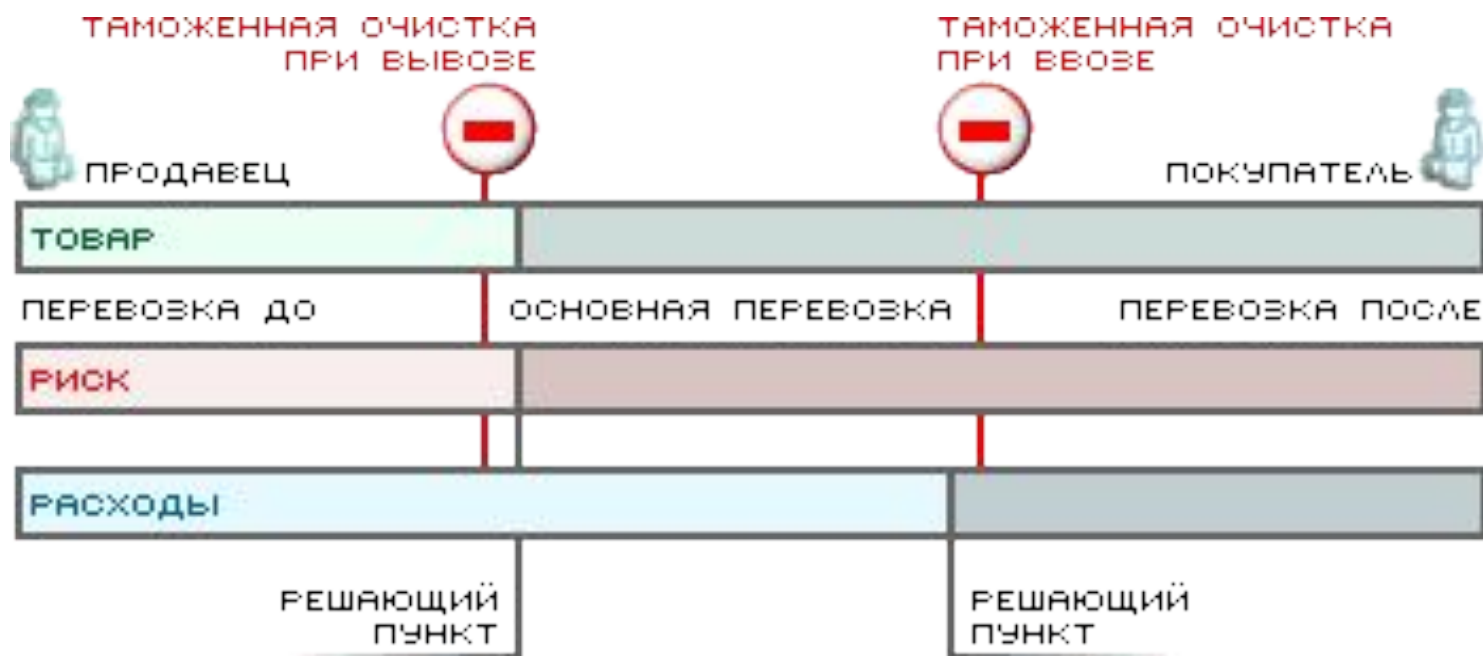 ТАМОЖЕННАЯ ОЧИСТКА
ПРИ ВЫВОЗЕ
ТАМОЖЕННАЯ ОЧИСТКА
ПРИ ВВОЗЕ
ПРОДАВЕЦ
ПОКУПАТЕЛЬ
ТОВАР
ПЕРЕВОЗКА ДО
ОСНОВНАЯ ПЕРЕВОЗКА
ПЕРЕВОЗКА ПОСЛЕ
РИСК
РАСХОДЫ
РЕШАЮЩИЙ
ПУНКТ
РЕШАЮЩИЙ
ПУНКТ